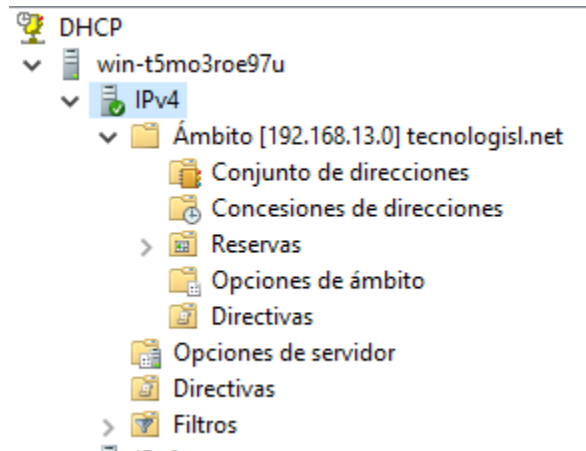 DHCP
win-t5mo3roe97u
IPv4
Ámbito [192.168.13.0] tecnologisl.net
Conjunto de direcciones
Concesiones de direcciones
Reservas
Opciones de ámbito
Directivas
Opciones de servidor
Directivas
Filtros